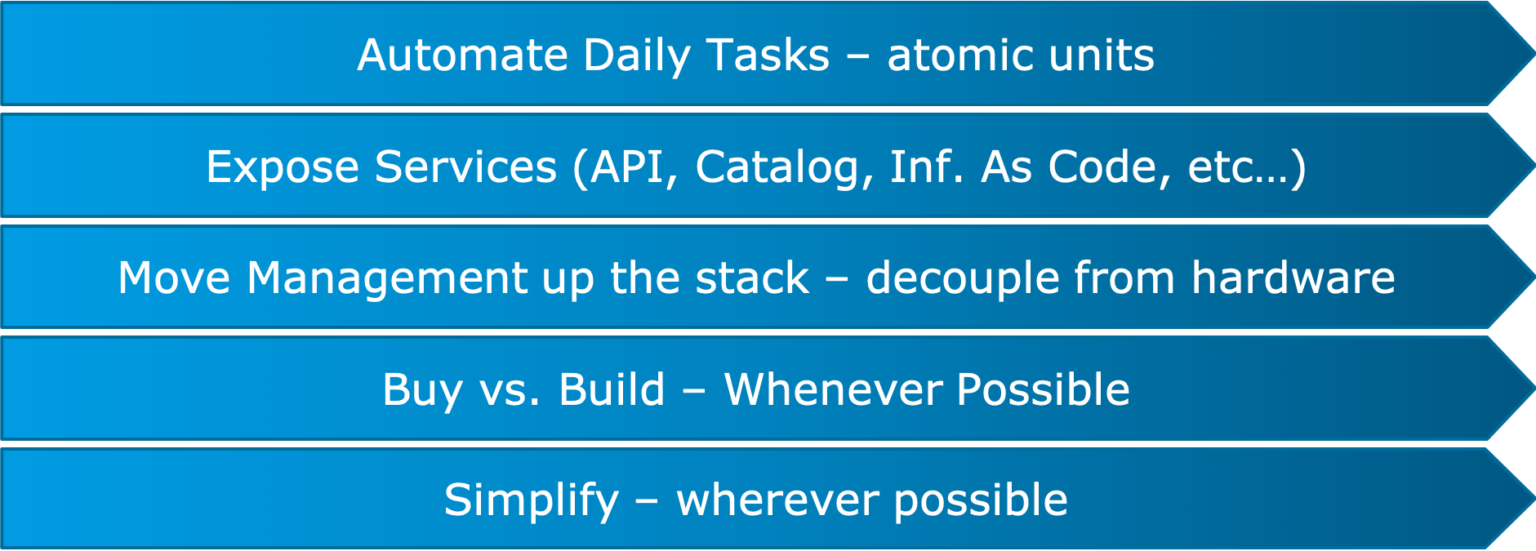 Automate Daily Tasks – atomic units
Expose Services (API, Catalog, Inf. As Code, etc…)
Move Management up the stack – decouple from hardware
Buy vs. Build – Whenever Possible
Simplify – wherever possible